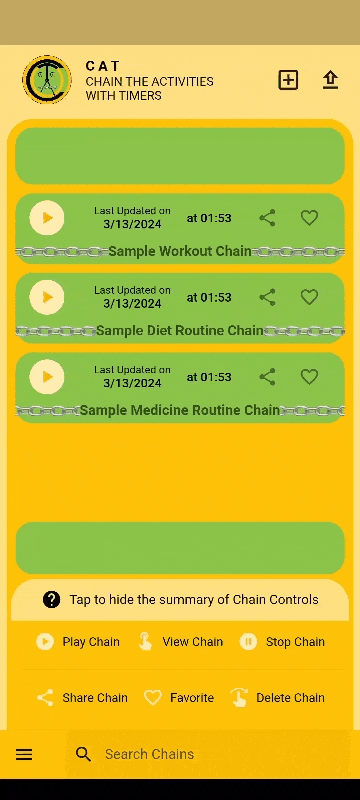 C A T
CHAIN THE ACTIVITIES
WITH TIMERS
Last Updated on
3/13/2024
at 01:53
Sample Workout Chain
Last Updated on
3/13/2024
at 01:53
Sample Diet Routine Chain
Last Updated on
3/13/2024
at 01:53
Sample Medicine Routine Chain
Tap to hide the summary of Chain Controls
Play Chain
View Chain
Stop Chain
Share Chain
Favorite
Delete Chain
Search Chains